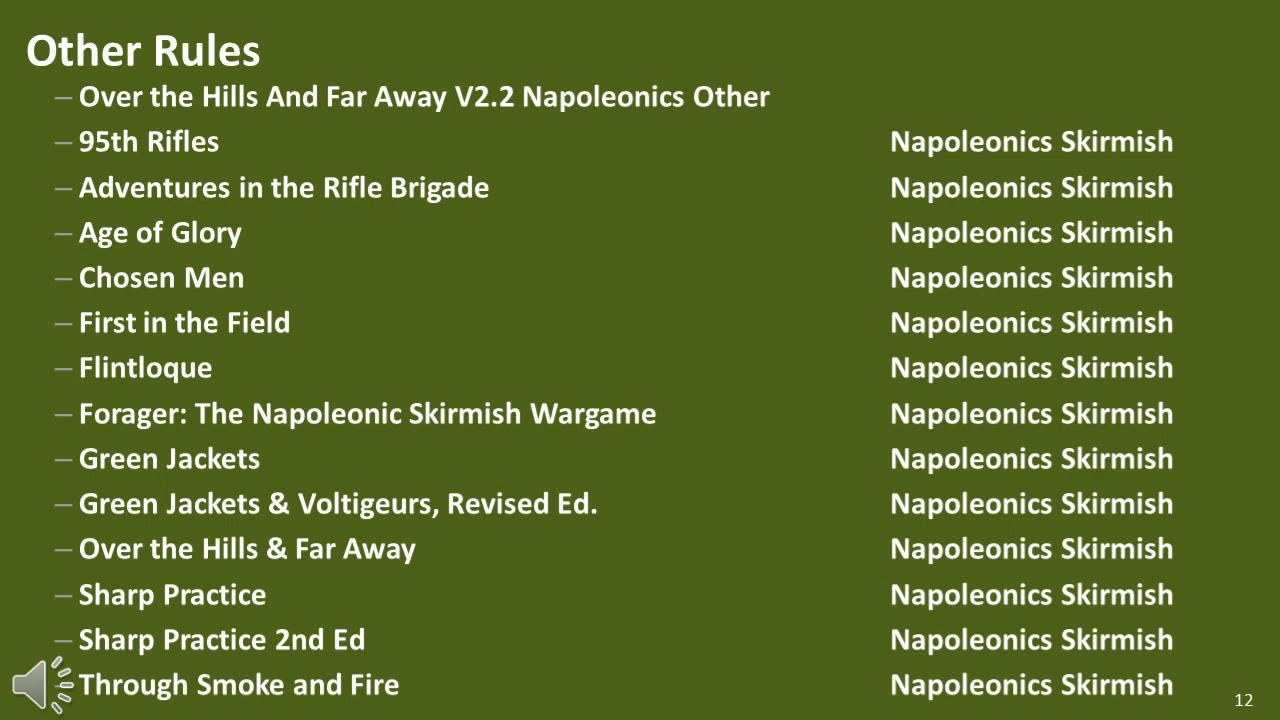 Other Rules
– Over the Hills And Far Away V2.2 Napoleonics Other
– 95th Rifles Napoleonics Skirmish
– Adventures in the Rifle Brigade Napoleonics Skirmish
– Age of Glory Napoleonics Skirmish
– Chosen Men Napoleonics Skirmish
– First in the Field Napoleonics Skirmish
– Flintloque Napoleonics Skirmish
– Forager: The Napoleonic Skirmish Wargame Napoleonics Skirmish
– Green Jackets Napoleonics Skirmish
– Green Jackets & Voltigeurs, Revised Ed. Napoleonics Skirmish
– Over the Hills & Far Away Napoleonics Skirmish
– Sharp Practice Napoleonics Skirmish
– Sharp Practice 2nd Ed Napoleonics Skirmish
Through Smoke and Fire Napoleonics Skirmish
12